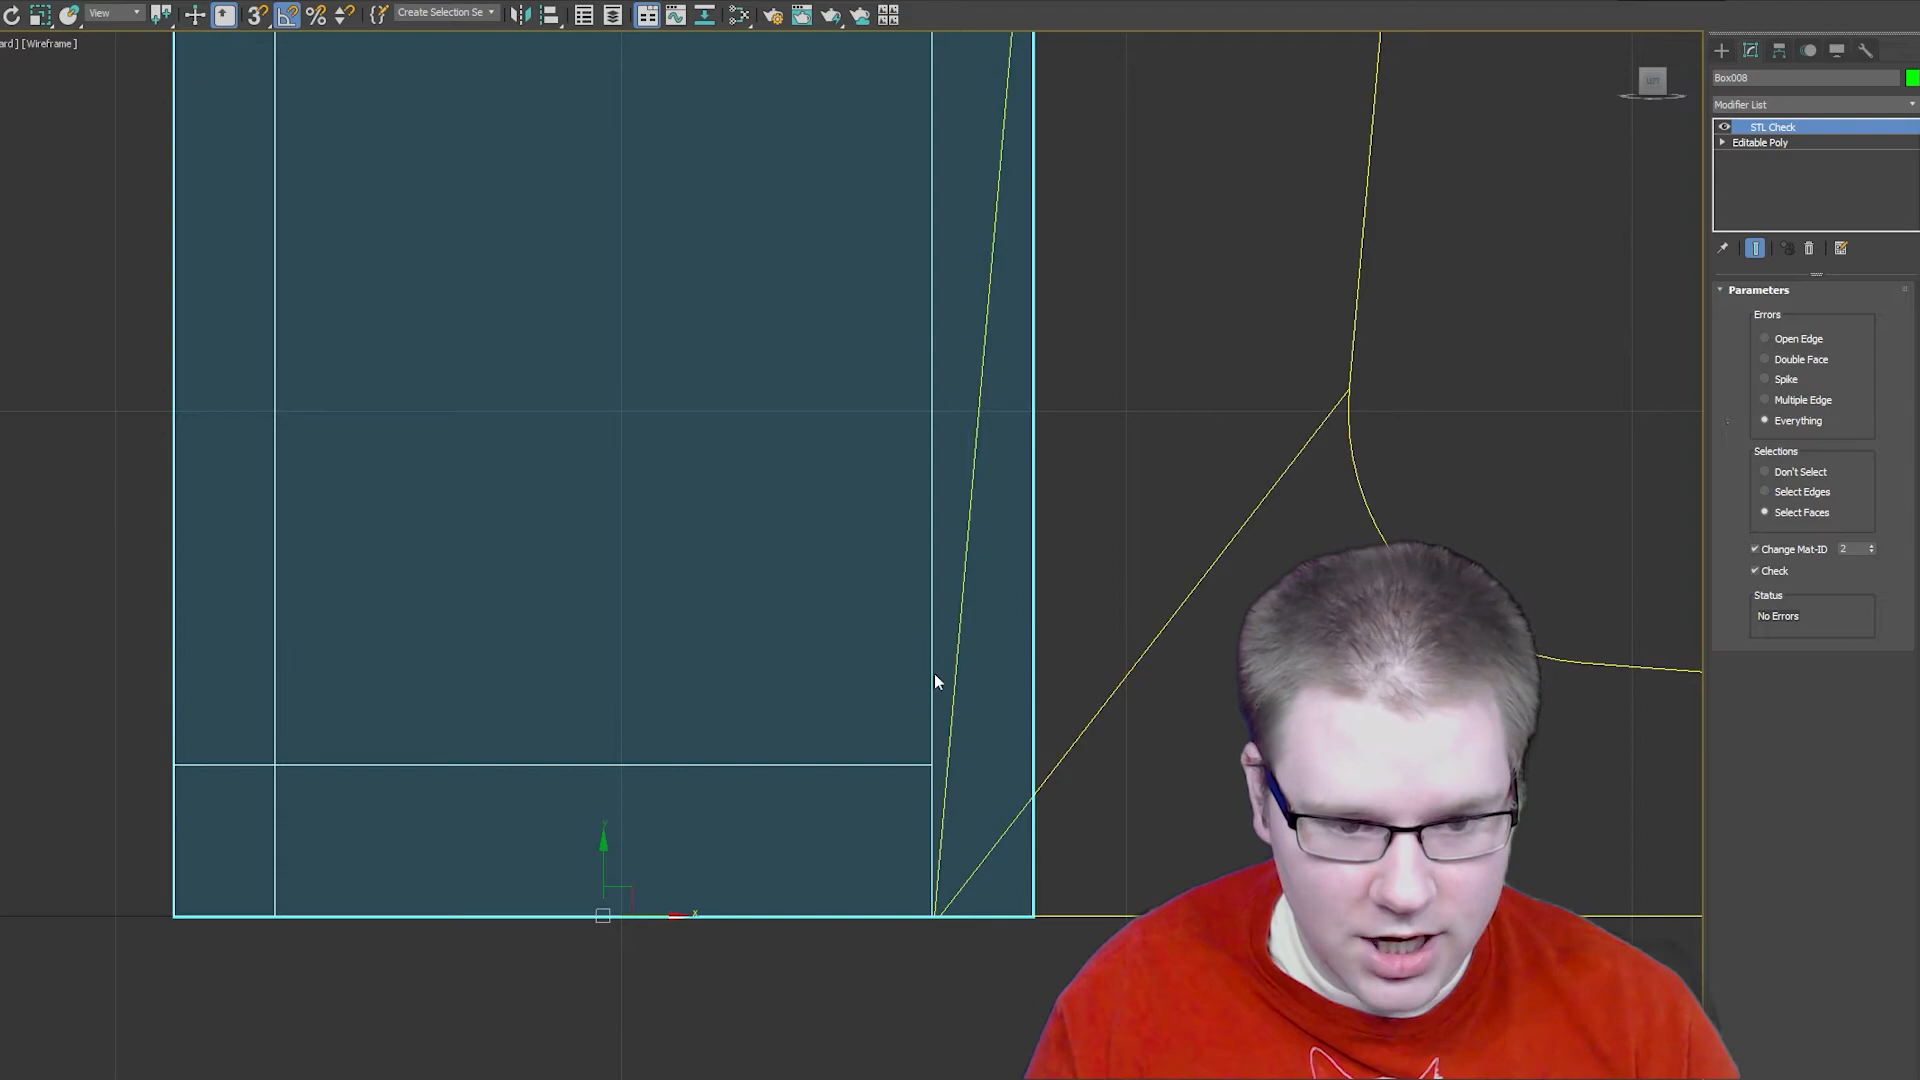 View
3
%
Create Selection Se
ard ] [Wireframe ]
LEFT
Box008
Modifier List
STL Check
Editable Poly
Parameters
Errors
Open Edge
Double Face
Spike
Multiple Edge
Everything
Selections
Don't Select
Select Edges
Select Faces
Change Mat-ID 2
Check
Status
No Errors
Y
x